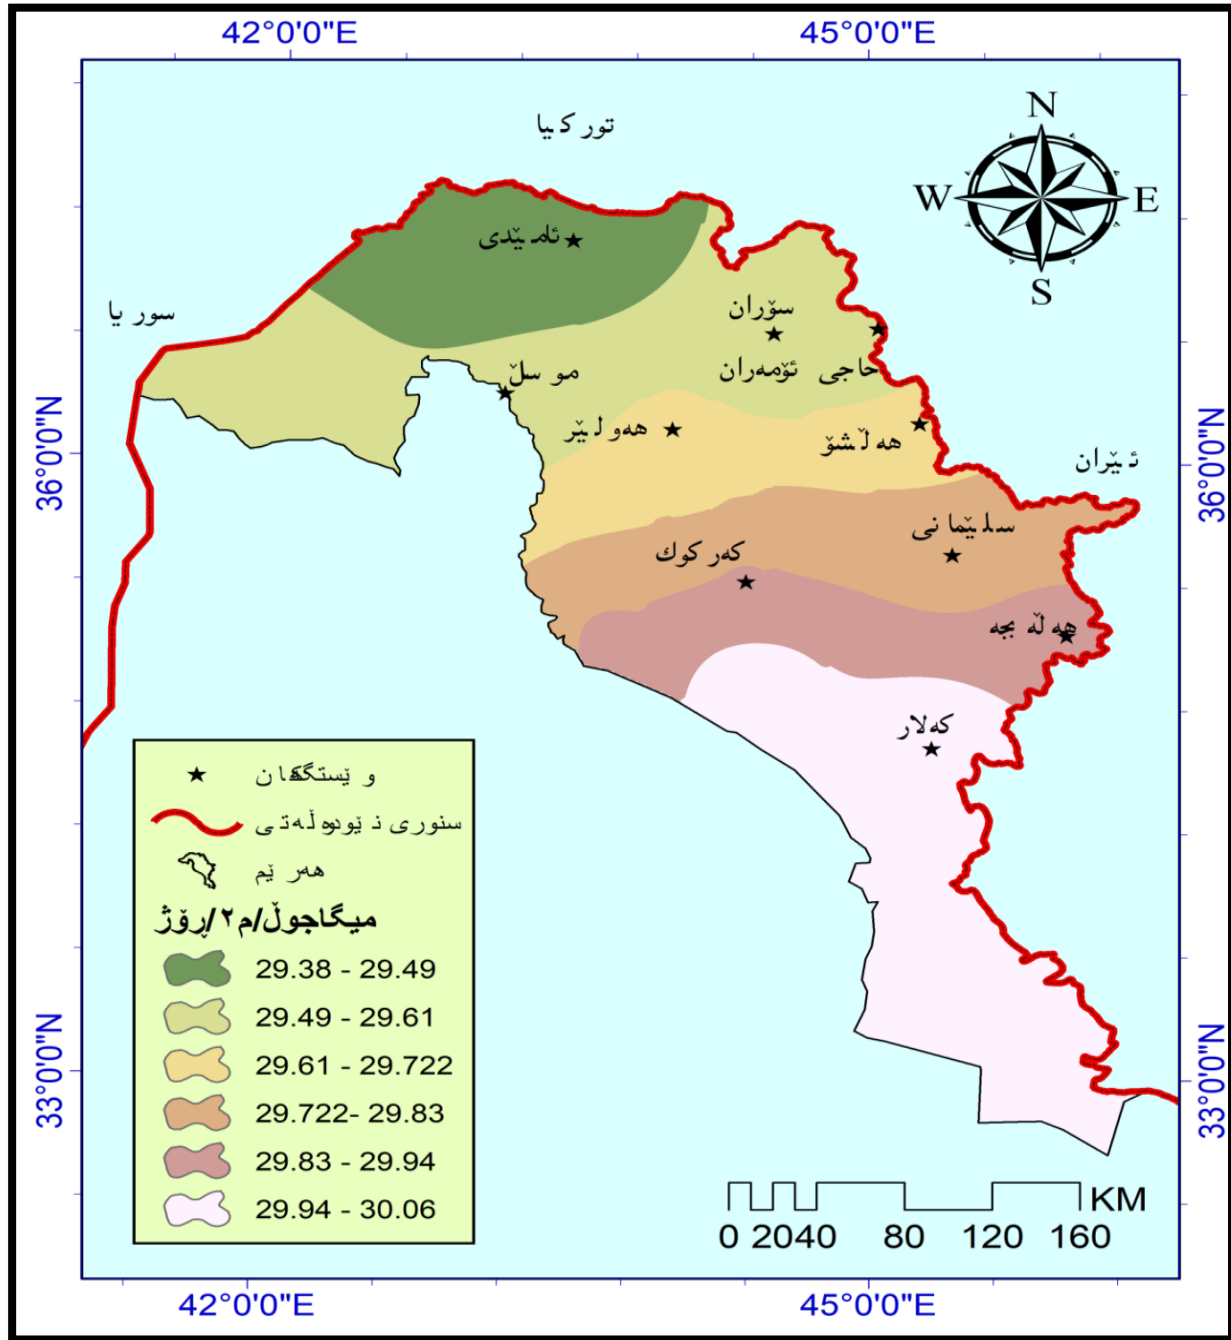 42°0'0"E 45°0'0"E
تورکیا
N
W E
S
ئامێدی
سوریا
سۆران
حاجی ئۆمەران
موسڵ
هەولێر
هەڵشۆ
36°0'0"N 36°0'0"N
ئێران
سلێمانی
کەرکوك
هەڵەبجە
کەلار
وێستگەکان
سنوری نێودەوڵەتی
هەرێم
میگاجوڵ/م٢/ڕۆژ
29.38 - 29.49
29.49 - 29.61
29.61 - 29.722
29.722- 29.83
29.83 - 29.94
29.94 - 30.06
33°0'0"N 33°0'0"N
KM
0 20 40 80 120 160
42°0'0"E 45°0'0"E